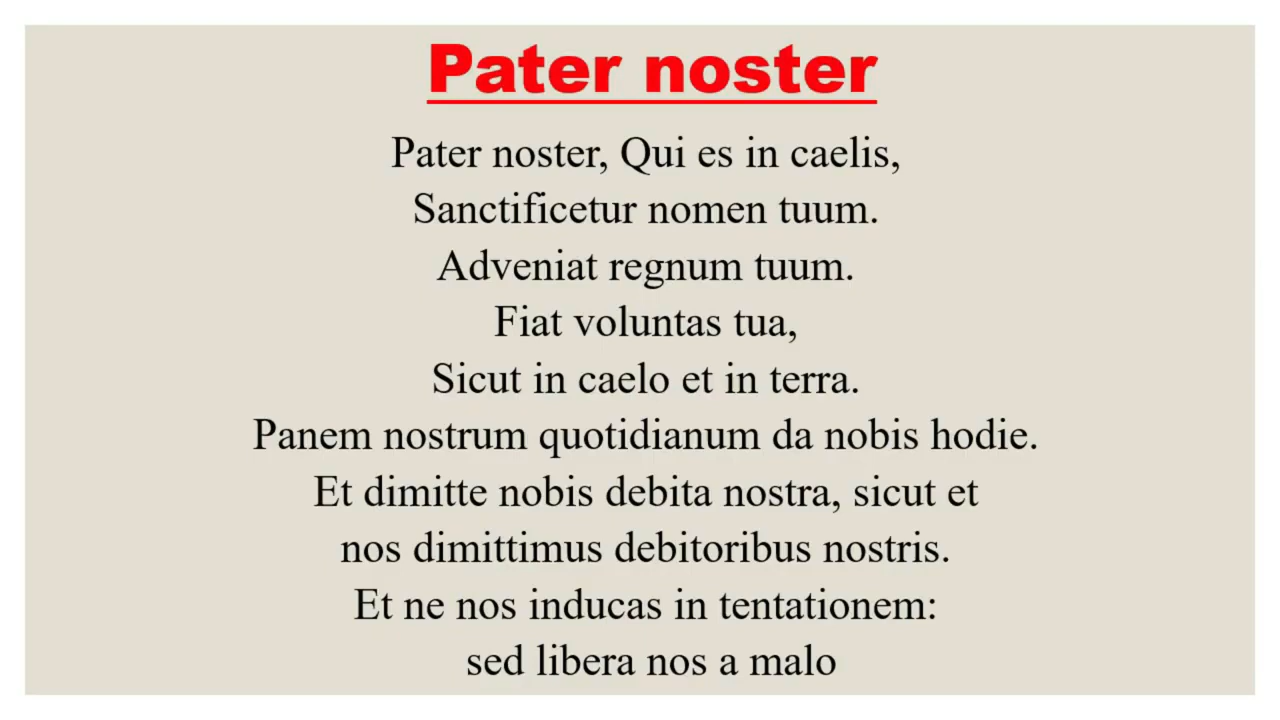 Pater noster
Pater noster, Qui es in caelis,
Sanctificetur nomen tuum.
Adveniat regnum tuum.
Fiat voluntas tua,
Sicut in caelo et in terra.
Panem nostrum quotidianum da nobis hodie.
Et dimitte nobis debita nostra, sicut et
nos dimittimus debitoribus nostris.
Et ne nos inducas in tentationem:
sed libera nos a malo